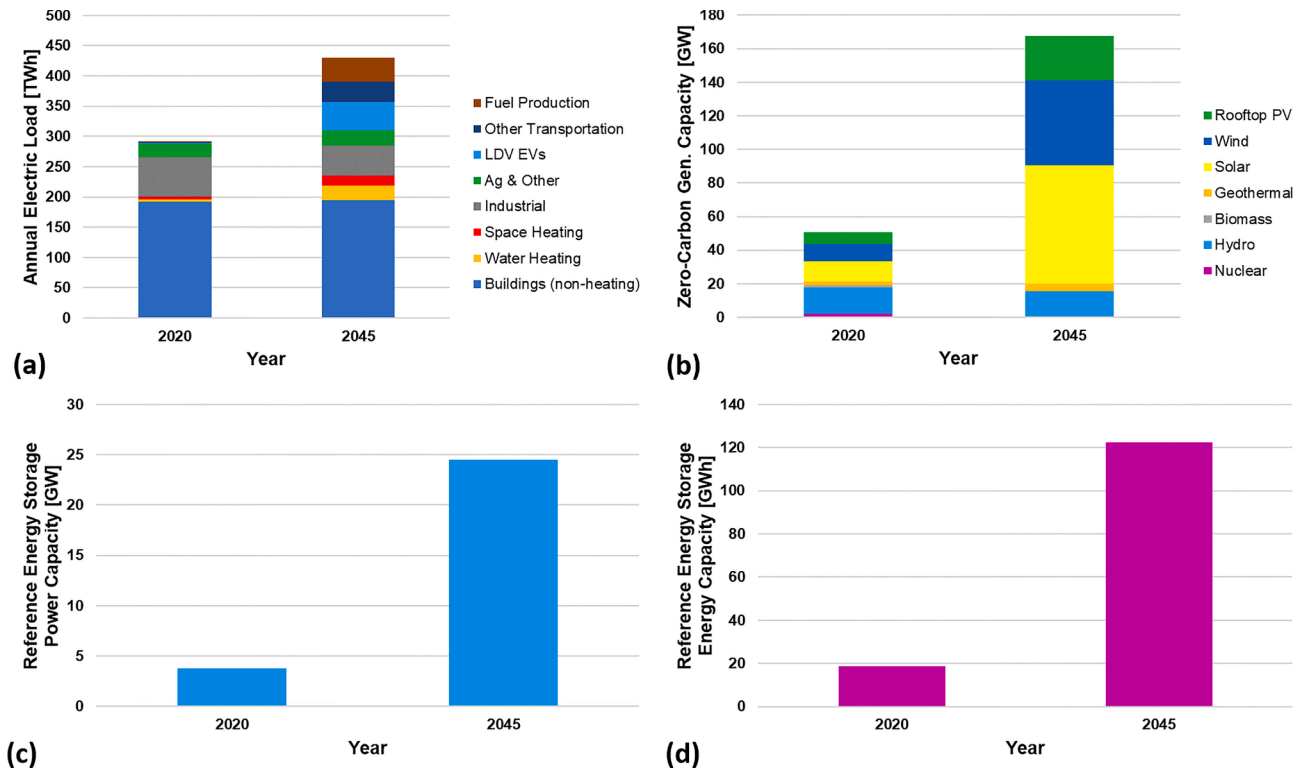 500
450
400
350
300
250
200
150
100
50
0
Annual Electric Load [TWh]
2020
2045
Year
Fuel Production
Other Transportation
LDV EVs
Ag & Other
Industrial
Space Heating
Water Heating
Buildings (non-heating)
(a)
180
160
140
120
100
80
60
40
20
0
Zero-Carbon Gen. Capacity [GW]
2020
2045
Year
Rooftop PV
Wind
Solar
Geothermal
Biomass
Hydro
Nuclear
(b)
30
25
20
15
10
5
0
Reference Energy Storage
Power Capacity [GW]
2020
2045
Year
(c)
140
120
100
80
60
40
20
0
Reference Energy Storage
Energy Capacity [GWh]
2020
2045
Year
(d)